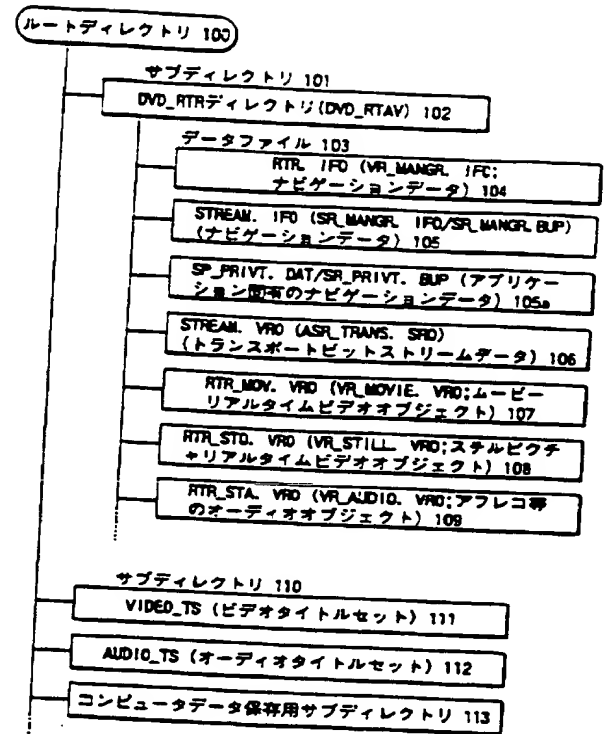 ルートディレクトリ 100
サブディレクトリ 101
DVD_RTRディレクトリ(DVD_RTAV) 102
データファイル 103
RTR. IFO (VR_MANGR. IFO;
ナビゲーションデータ) 104
STREAM. IFO (SR_MANGR. IFO/SR_MANGR. BUP)
(ナビゲーションデータ) 105
SP_PRIVT. DAT/SR_PRIVT. BUP (アプリケー
ション固有のナビゲーションデータ) 105a
STREAM. VRO (ASR_TRANS. SRO)
(トランスポートビットストリームデータ) 106
RTR_MOV. VRO (VR_MOVIE. VRO;ムービー
リアルタイムビデオオブジェクト) 107
RTR_STO. VRO (VR_STILL. VRO;ステルピクチ
ャリアルタイムビデオオブジェクト) 108
RTR_STA. VRO (VR_AUDIO. VRO;アフレコ等
のオーディオオブジェクト) 109
サブディレクトリ 110
VIDEO_TS (ビデオタイトルセット) 111
AUDIO_TS (オーディオタイトルセット) 112
コンピュータデータ保存用サブディレクトリ 113